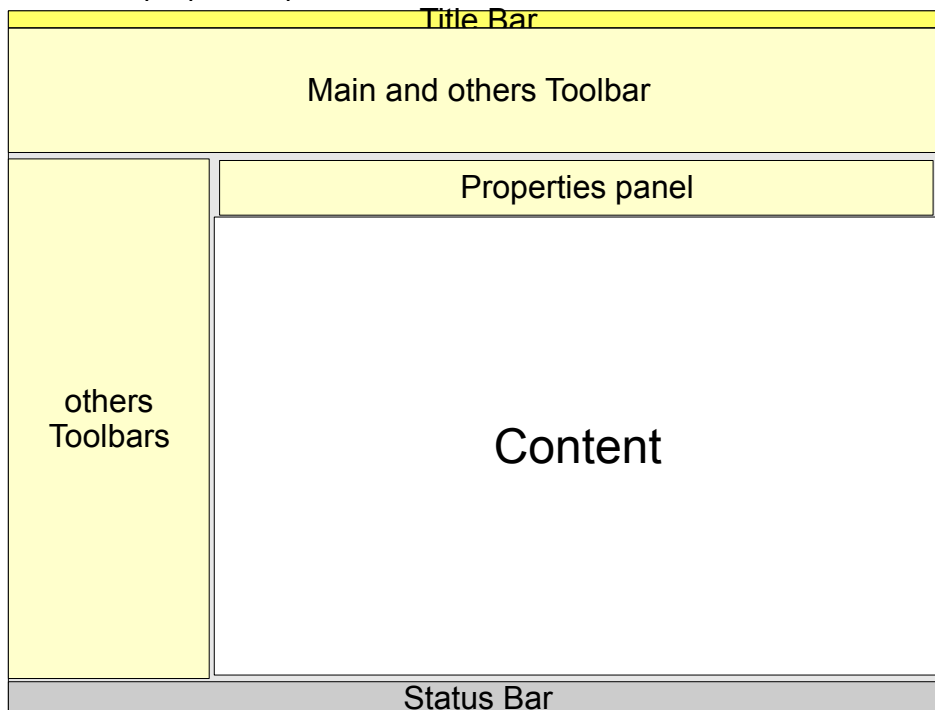 Title Bar
Main and others Toolbar
Properties panel
others
Toolbars
Content
Status Bar